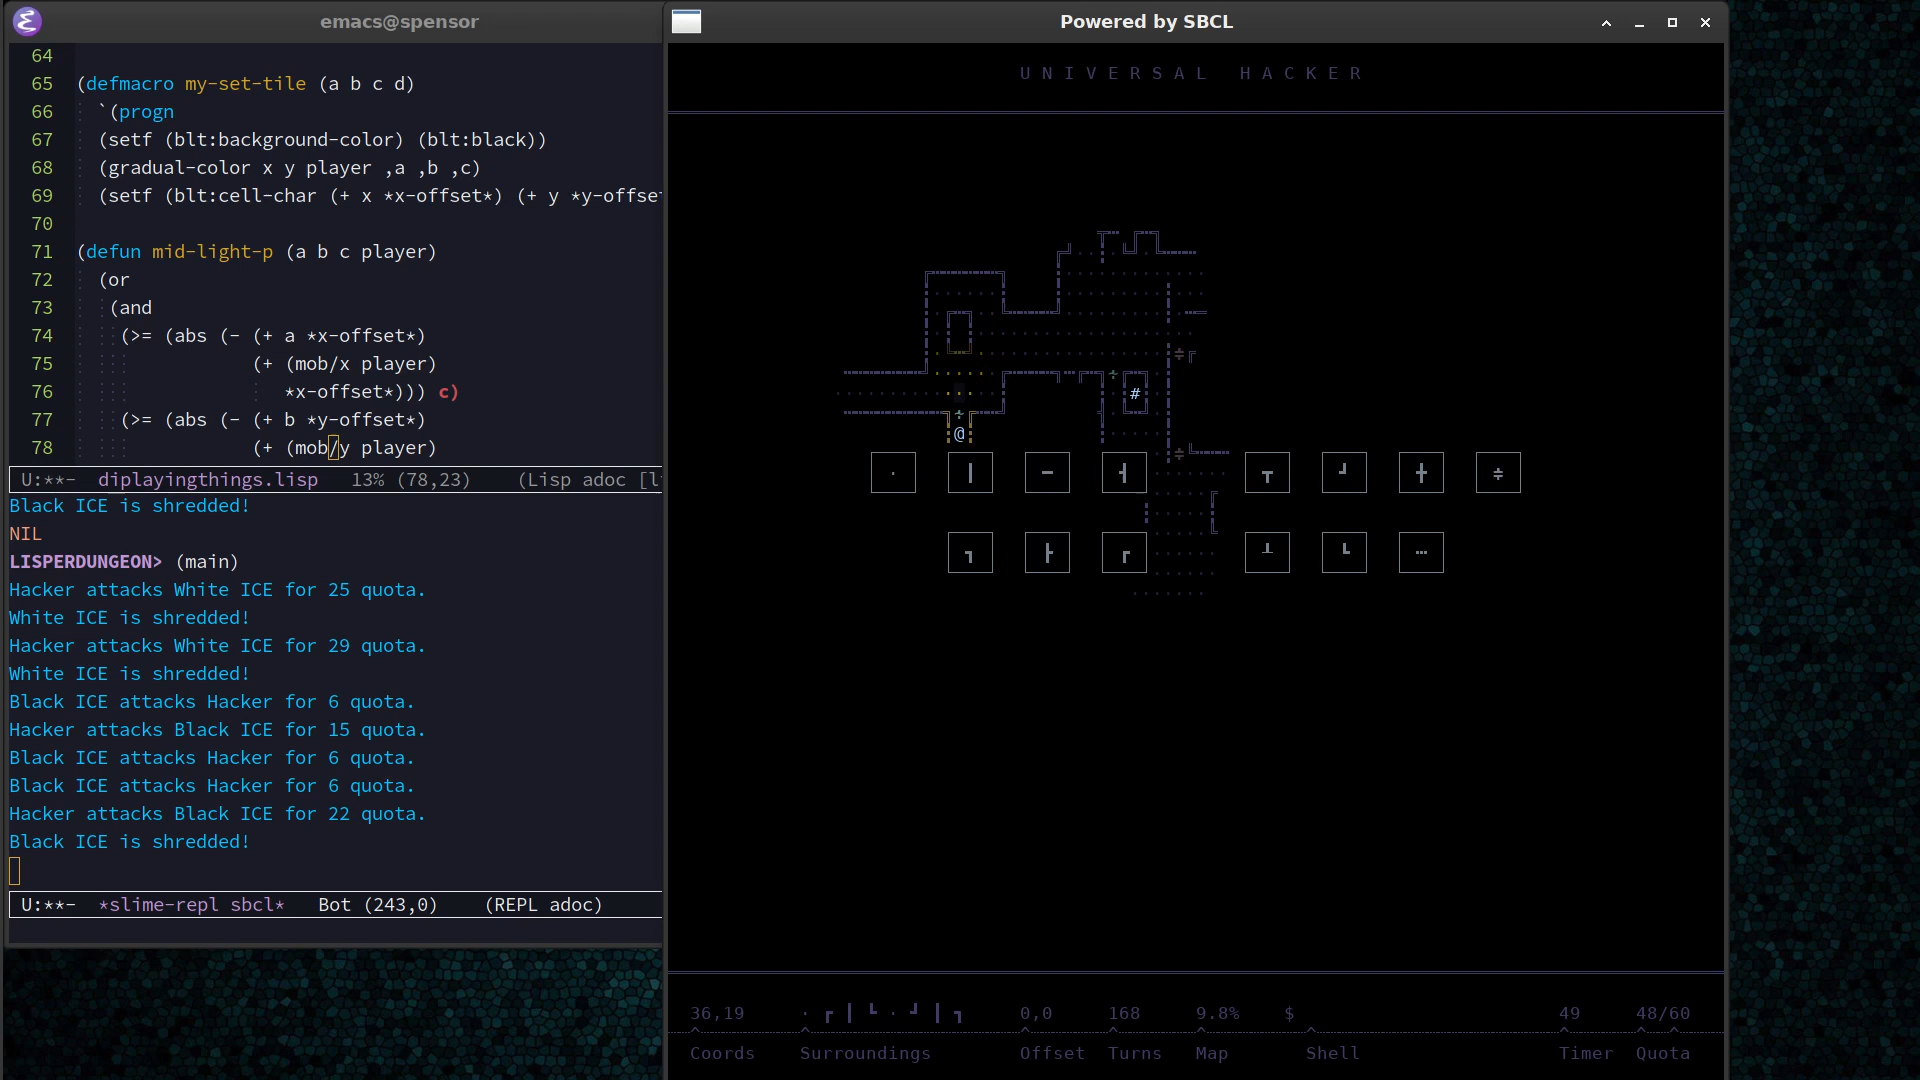 emacs@spensor
64
65 (defmacro my-set-tile (a b c d)
66 `(progn
67 (setf (blt:background-color) (blt:black))
68 (gradual-color x y player ,a ,b ,c)
69 (setf (blt:cell-char (+ x *x-offset*) (+ y *y-offse
70
71 (defun mid-light-p (a b c player)
72 (or
73 (and
74 (>= (abs (- (+ a *x-offset*)
75 (+ (mob/x player)
76 *x-offset*))) c)
77 (>= (abs (- (+ b *y-offset*)
78 (+ (mob/y player)
U:**- diplayingthings.lisp 13% (78,23) (Lisp adoc [l
Black ICE is shredded!
NIL
LISPERDUNGEON> (main)
Hacker attacks White ICE for 25 quota.
White ICE is shredded!
Hacker attacks White ICE for 29 quota.
White ICE is shredded!
Black ICE attacks Hacker for 6 quota.
Hacker attacks Black ICE for 15 quota.
Black ICE attacks Hacker for 6 quota.
Black ICE attacks Hacker for 6 quota.
Hacker attacks Black ICE for 22 quota.
Black ICE is shredded!
U:**- *slime-repl sbcl* Bot (243,0) (REPL adoc)
Powered by SBCL
UNIVERSAL HACKER
#
@
36,19 · ┏ ┃ ┗ · ┛ ┃ ┓ 0,0 168 9.8% $ 49 48/60
Coords Surroundings Offset Turns Map Shell Timer Quota